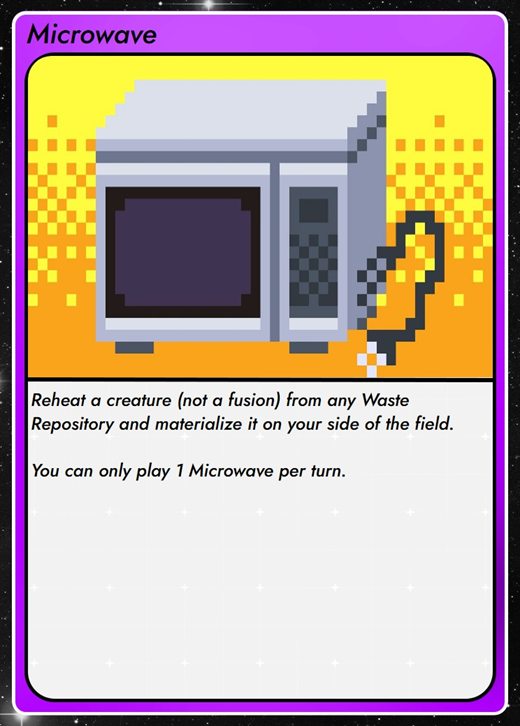 Microwave
Reheat a creature (not a fusion) from any Waste
Repository and materialize it on your side of the field.
You can only play 1 Microwave per turn.